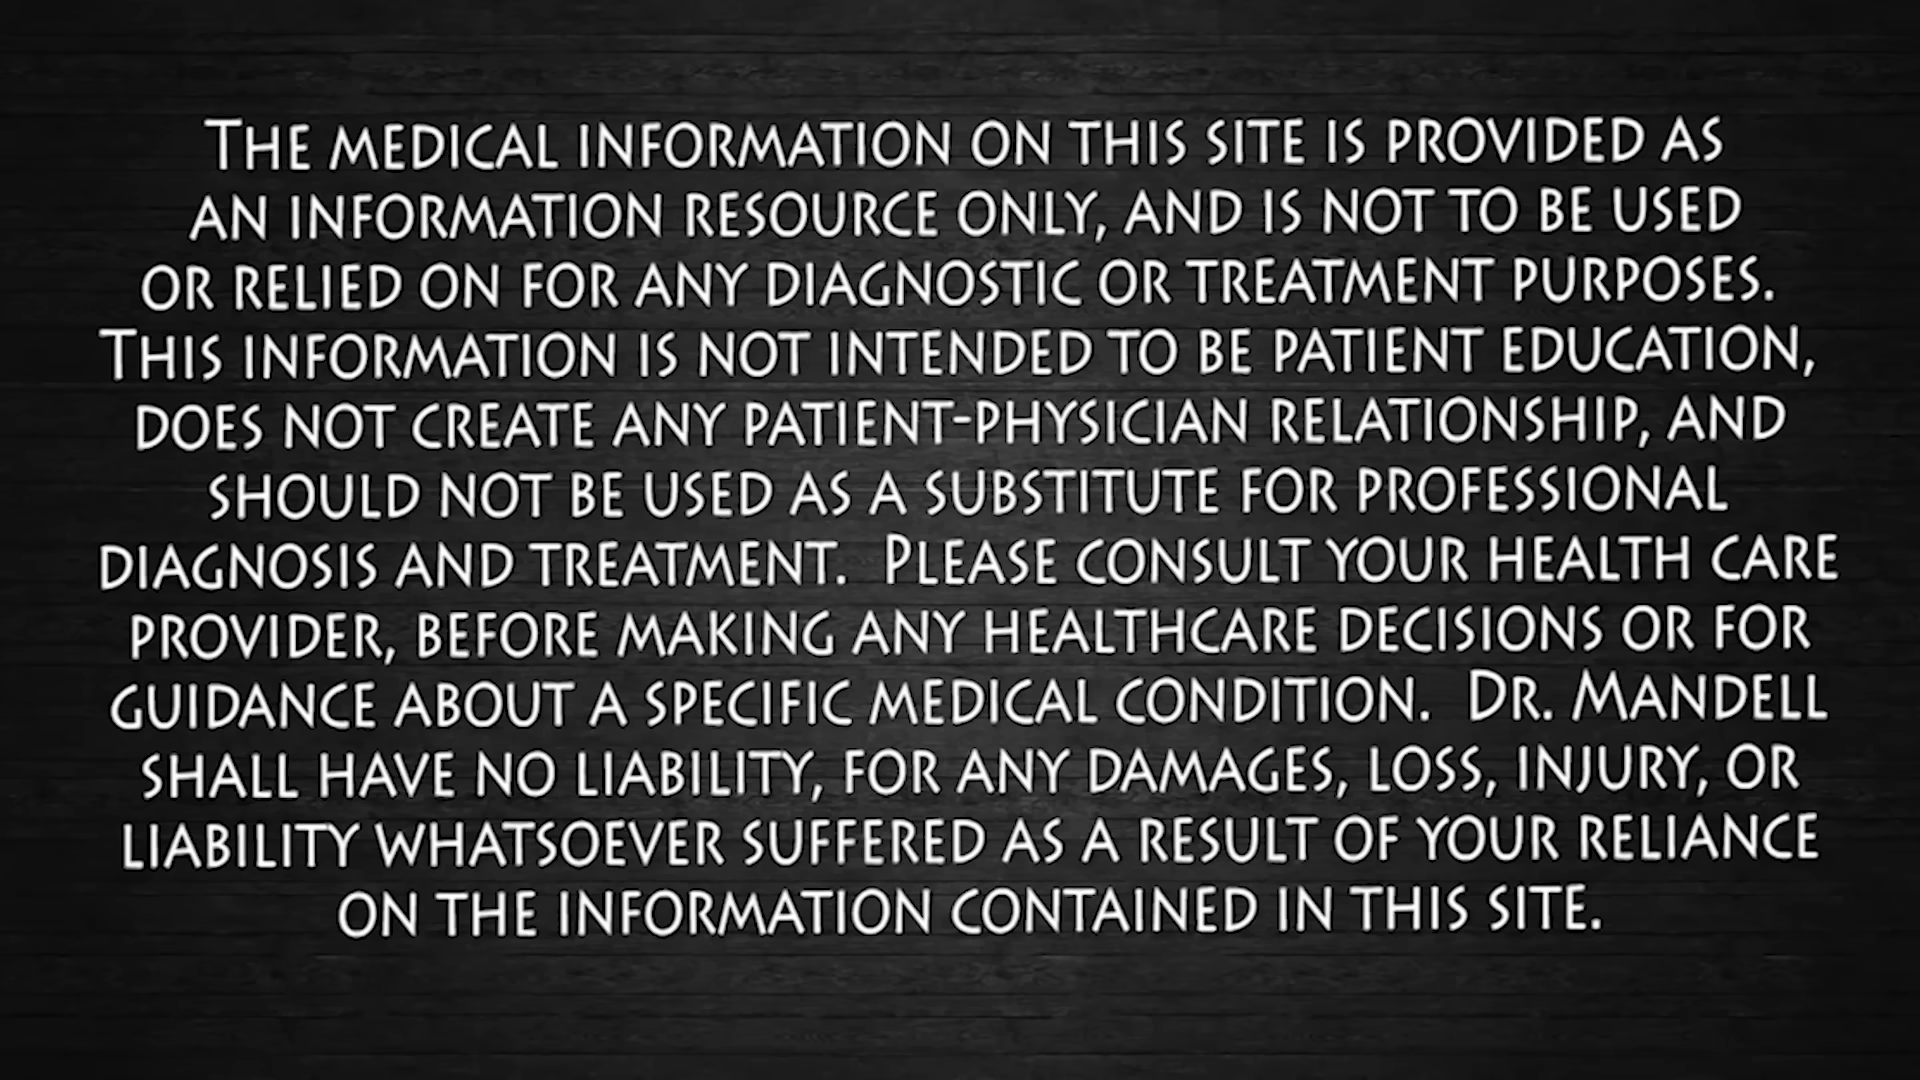 The medical information on this site is provided as
an information resource only, and is not to be used
or relied on for any diagnostic or treatment purposes.
This information is not intended to be patient education,
does not create any patient-physician relationship, and
should not be used as a substitute for professional
diagnosis and treatment. Please consult your health care
provider, before making any healthcare decisions or for
guidance about a specific medical condition. Dr. Mandell
shall have no liability, for any damages, loss, injury, or
liability whatsoever suffered as a result of your reliance
on the information contained in this site.